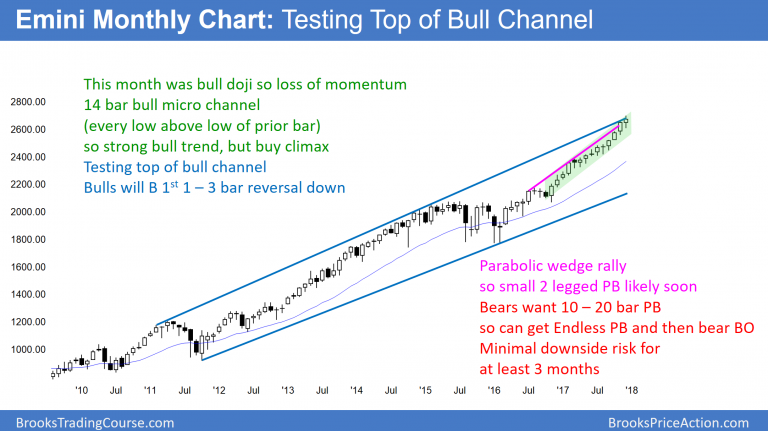 Emini Monthly Chart: Testing Top of Bull Channel
This month was bull doji so loss of momentum
14 bar bull micro channel
(every low above low of prior bar)
so strong bull trend, but buy climax
Testing top of bull channel
Bulls will B 1st 1 – 3 bar reversal down
2800.00
2600.00
2400.00
2200.00
2000.00
1800.00
1600.00
1400.00
1200.00
1000.00
Parabolic wedge rally
so small 2 legged PB likely soon
Bears want 10 – 20 bar PB
so can get Endless PB and then bear BO
Minimal downside risk for
at least 3 months
'10 Jul '11 Jul '12 Jul '13 Jul '14 Jul '15 Jul '16 Jul '17 Jul '18
BrooksTradingCourse.com BrooksPriceAction.com